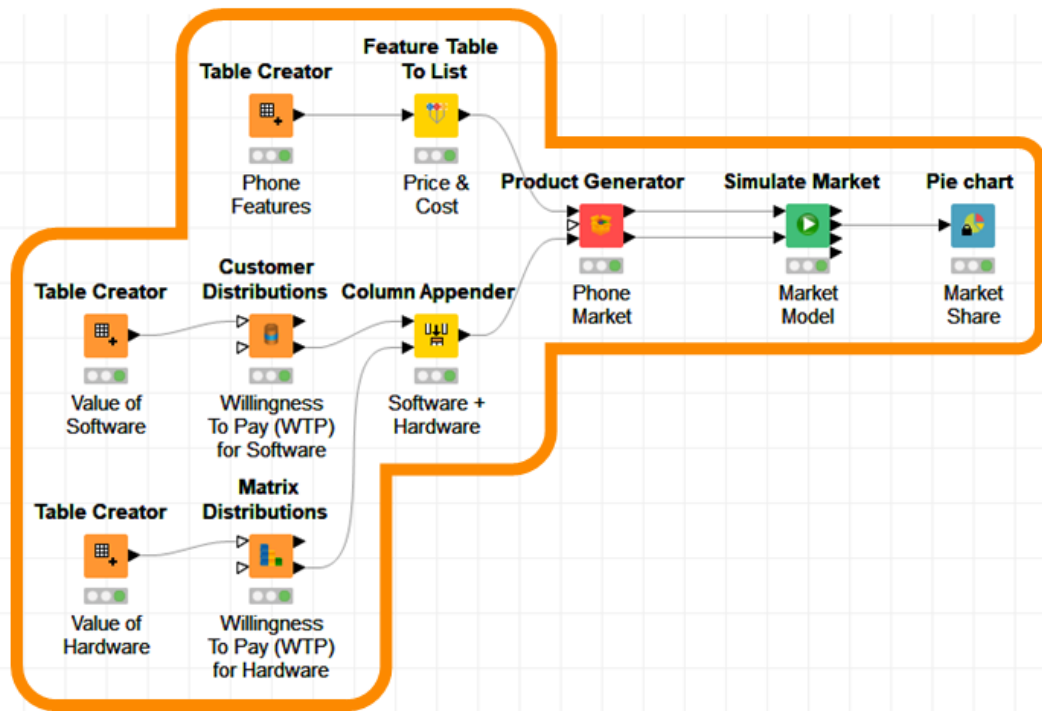 Feature Table
Table Creator To List
Phone Price &
Features Cost
Product Generator Simulate Market Pie chart
Customer
Table Creator Distributions Column Appender
Phone Market Market
Market Model Share
Value of Willingness Software +
Software To Pay (WTP) Hardware
for Software
Matrix
Table Creator Distributions
Value of Willingness
Hardware To Pay (WTP)
for Hardware